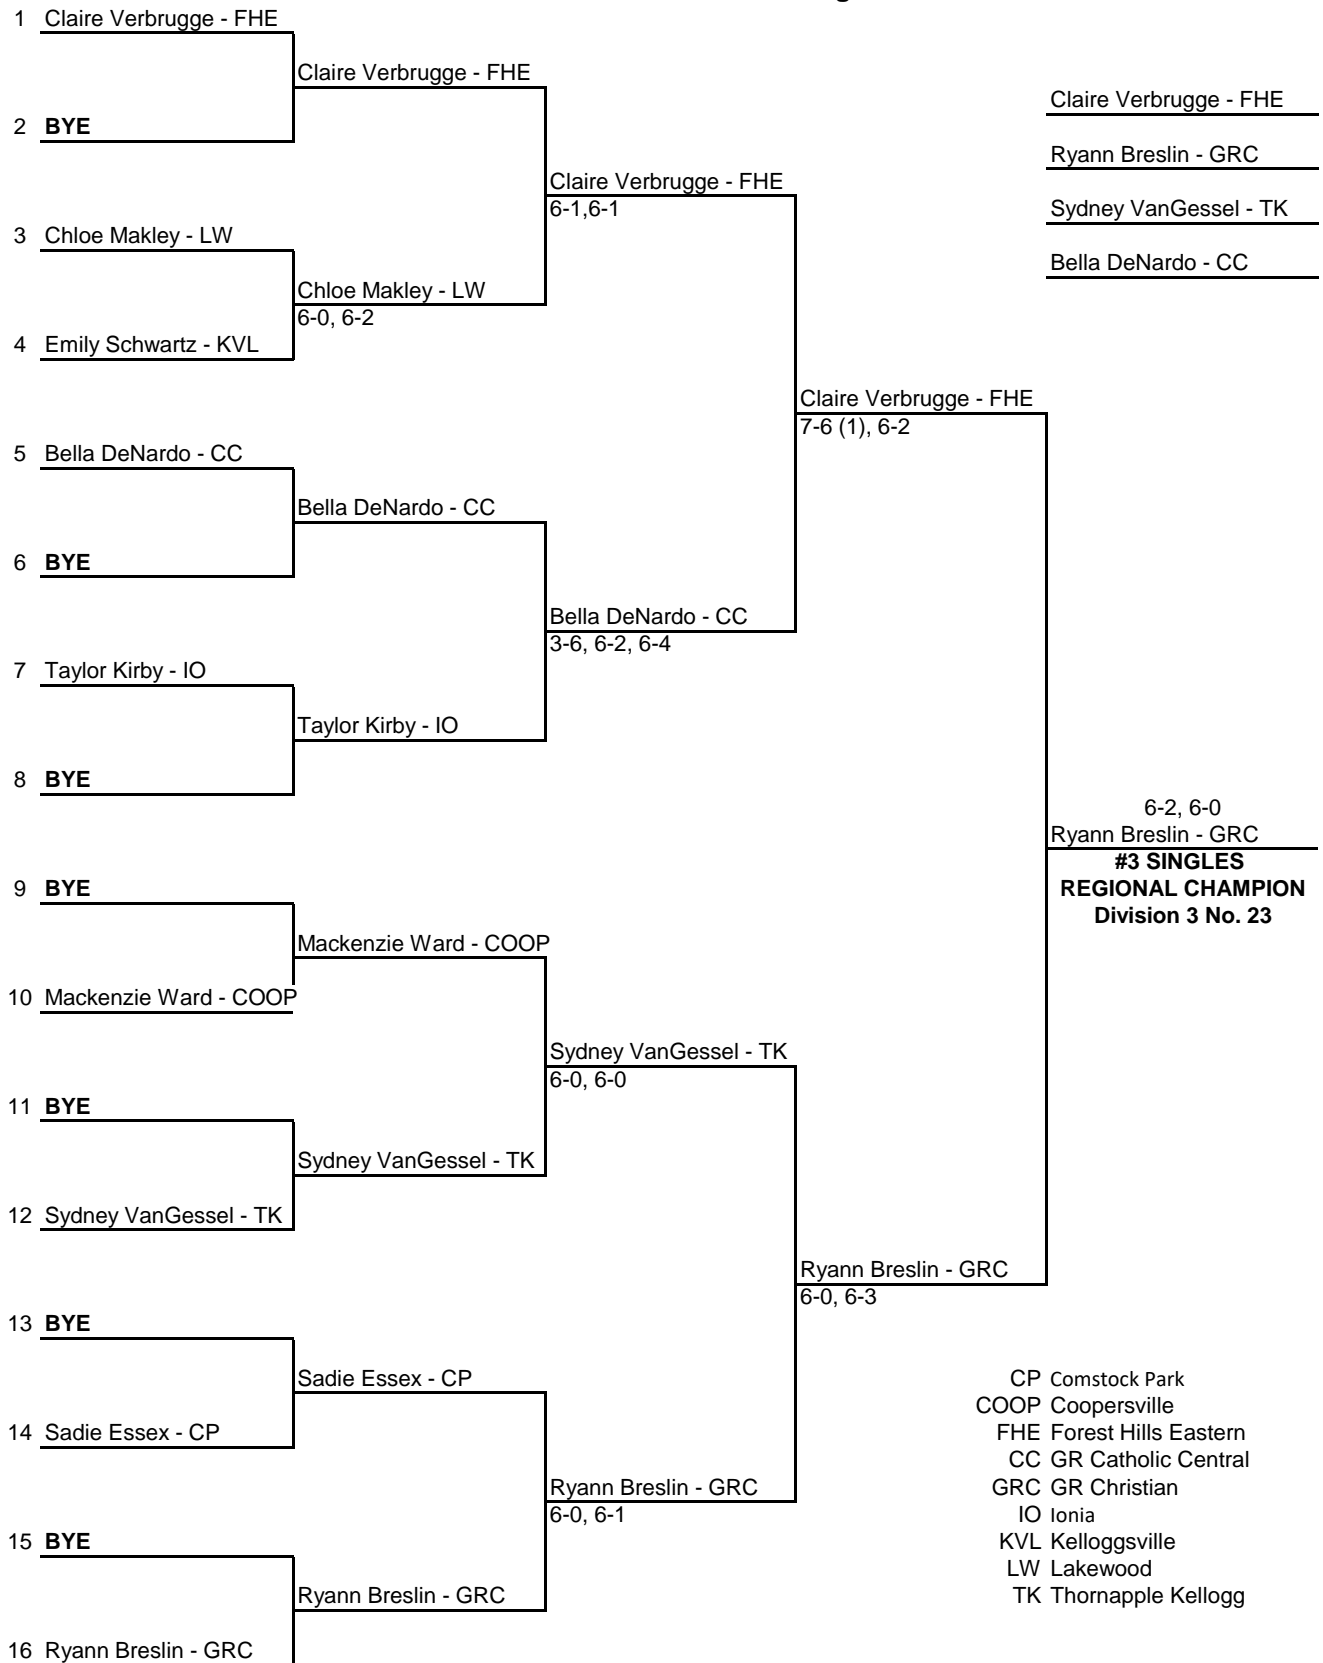 1 Claire Verbrugge - FHE
Claire Verbrugge - FHE
Claire Verbrugge - FHE
2 BYE
Ryann Breslin - GRC
Claire Verbrugge - FHE
6-1,6-1
Sydney VanGessel - TK
3 Chloe Makley - LW
Bella DeNardo - CC
Chloe Makley - LW
6-0, 6-2
4 Emily Schwartz - KVL
Claire Verbrugge - FHE
7-6 (1), 6-2
5 Bella DeNardo - CC
Bella DeNardo - CC
6 BYE
Bella DeNardo - CC
3-6, 6-2, 6-4
7 Taylor Kirby - IO
Taylor Kirby - IO
8 BYE
6-2, 6-0
Ryann Breslin - GRC
#3 SINGLES
REGIONAL CHAMPION
Division 3 No. 23
9 BYE
Mackenzie Ward - COOP
10 Mackenzie Ward - COOP
Sydney VanGessel - TK
6-0, 6-0
11 BYE
Sydney VanGessel - TK
12 Sydney VanGessel - TK
Ryann Breslin - GRC
6-0, 6-3
13 BYE
Sadie Essex - CP
14 Sadie Essex - CP
Ryann Breslin - GRC
6-0, 6-1
15 BYE
Ryann Breslin - GRC
16 Ryann Breslin - GRC
CP Comstock Park
COOP Coopersville
FHE Forest Hills Eastern
CC GR Catholic Central
GRC GR Christian
IO Ionia
KVL Kelloggsville
LW Lakewood
TK Thornapple Kellogg